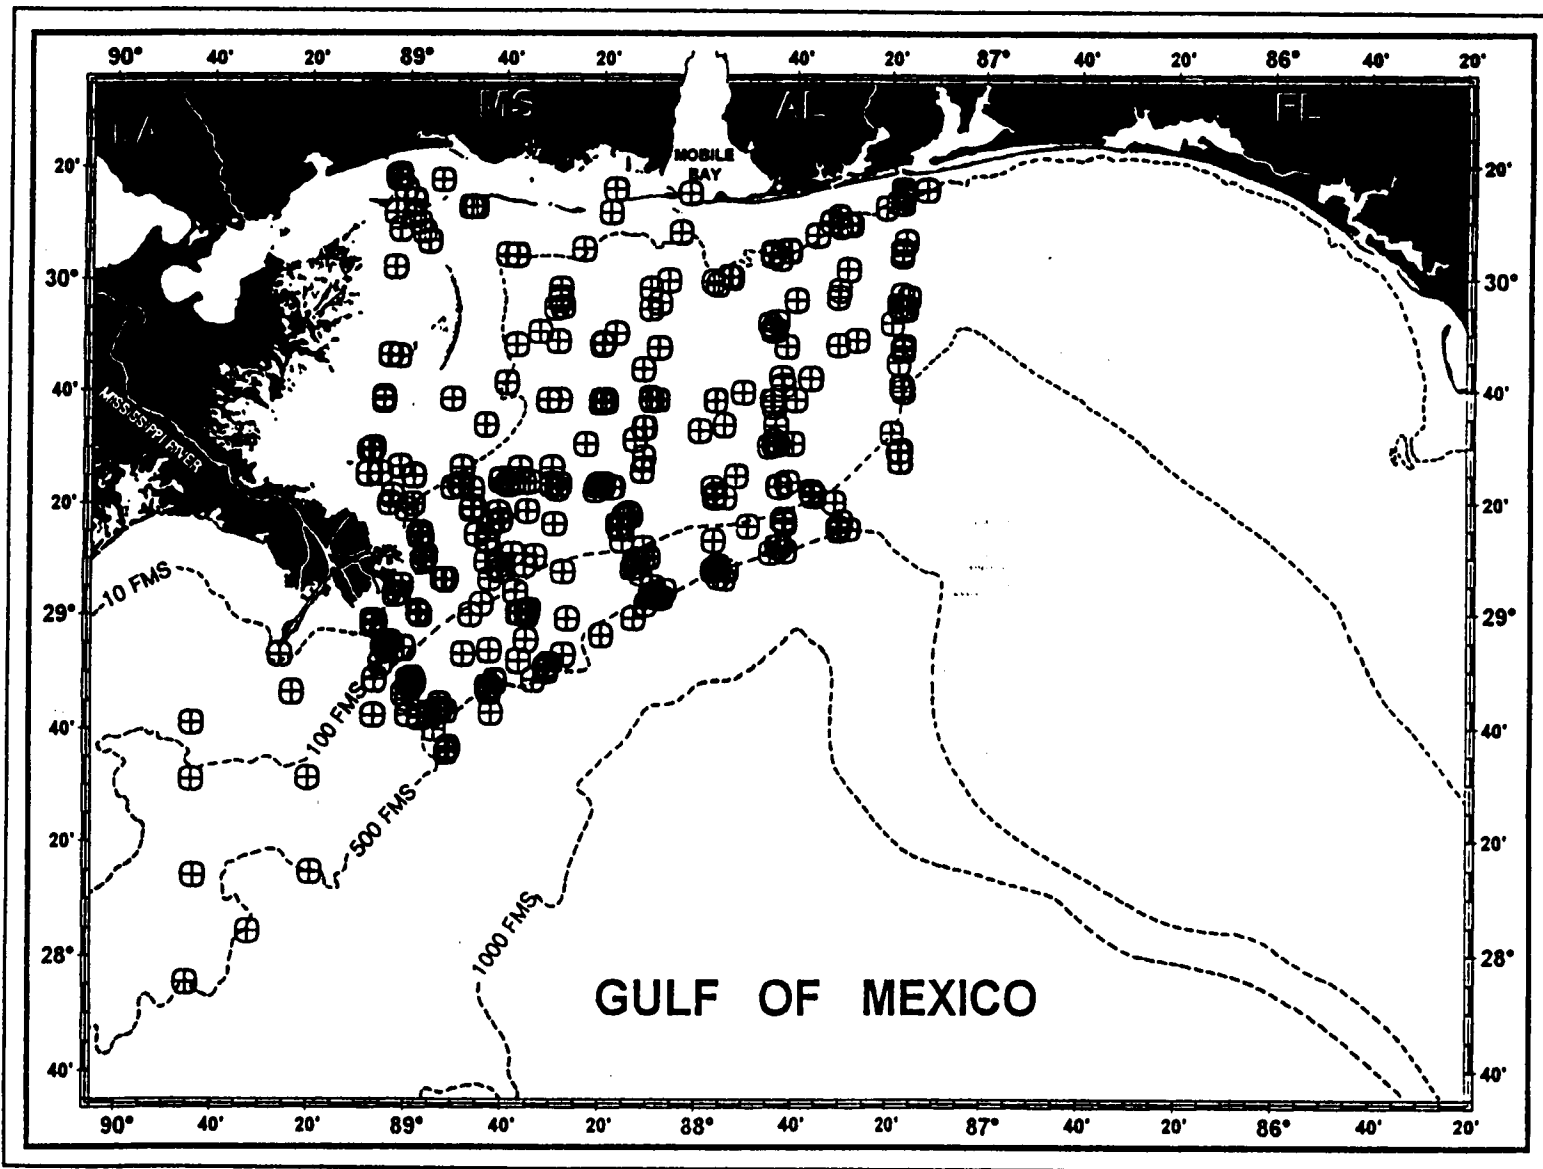 90° 40' 20' 89° 40' 20' 40' 20' 87° 40' 20' 86° 40' 20'
LA MS AL FL
MOBILE
BAY
20' 20'
30° 30°
40' 40'
MISSISSIPPI RIVER
20' 20'
10 FMS
29° 29°
100 FMS
40' 40'
500 FMS
20' 20'
1000 FMS
28° 28°
GULF OF MEXICO
40' 40'
90° 40' 20' 89° 40' 20' 88° 40' 20' 87° 40' 20' 86° 40' 20'